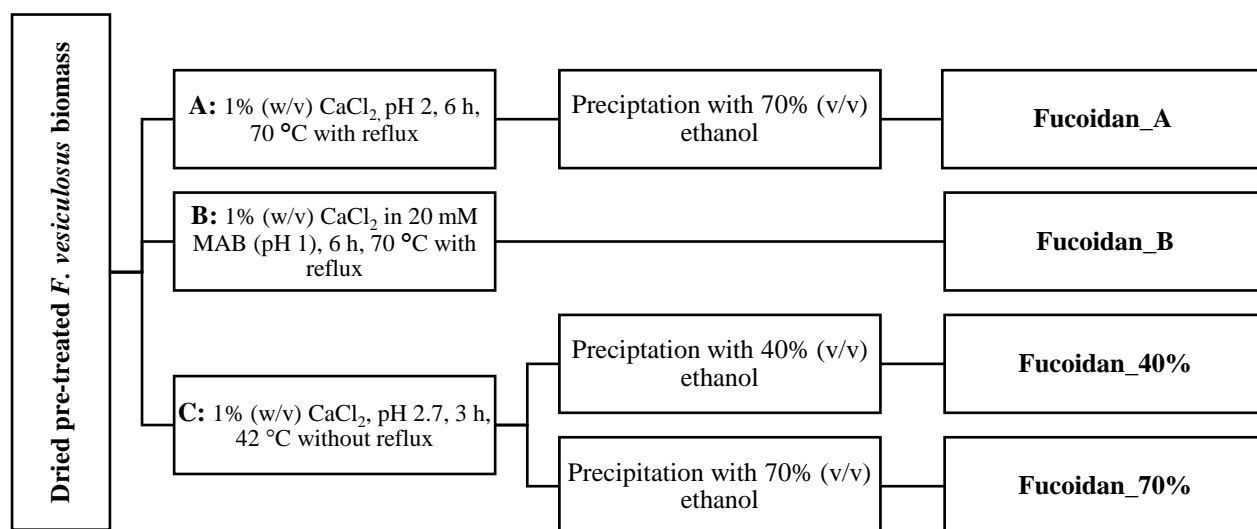 Dried pre-treated F. vesiculosus biomass
A: 1% (w/v) CaCl₂, pH 2, 6 h,
70 °C with reflux
Preciptation with 70% (v/v)
ethanol
Fucoidan_A
B: 1% (w/v) CaCl₂ in 20 mM
MAB (pH 1), 6 h, 70 °C with
reflux
Fucoidan_B
C: 1% (w/v) CaCl₂, pH 2.7, 3 h,
42 °C without reflux
Preciptation with 40% (v/v)
ethanol
Fucoidan_40%
Precipitation with 70% (v/v)
ethanol
Fucoidan_70%